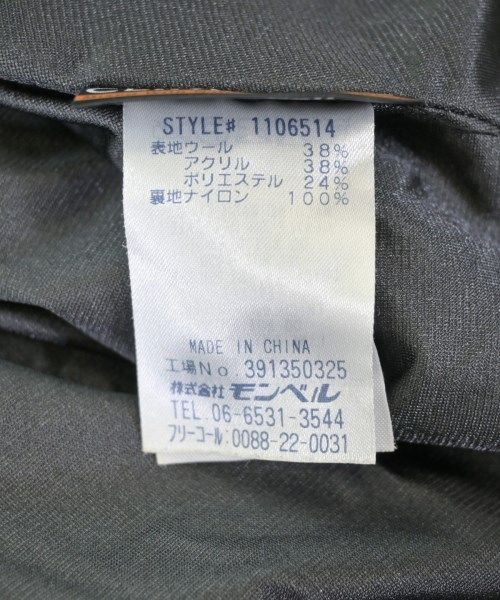 STYLE# 1106514
表地ウール 38%
アクリル 38%
ポリエステル 24%
裏地ナイロン 100%
MADE IN CHINA
工場No 391350325
株式会社 モンベル
TEL.06-6531-3544
フリーコール:0088-22-0031